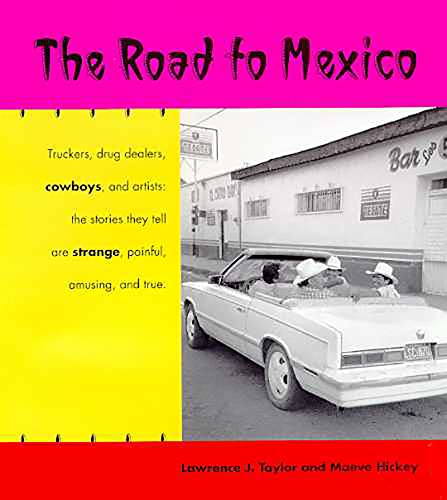 The Road to Mexico
Truckers, drug dealers,
cowboys, and artists:
the stories they tell
are strange, painful,
amusing, and true.
Bar
TECATE
Lawrence J. Taylor and Maeve Hickey